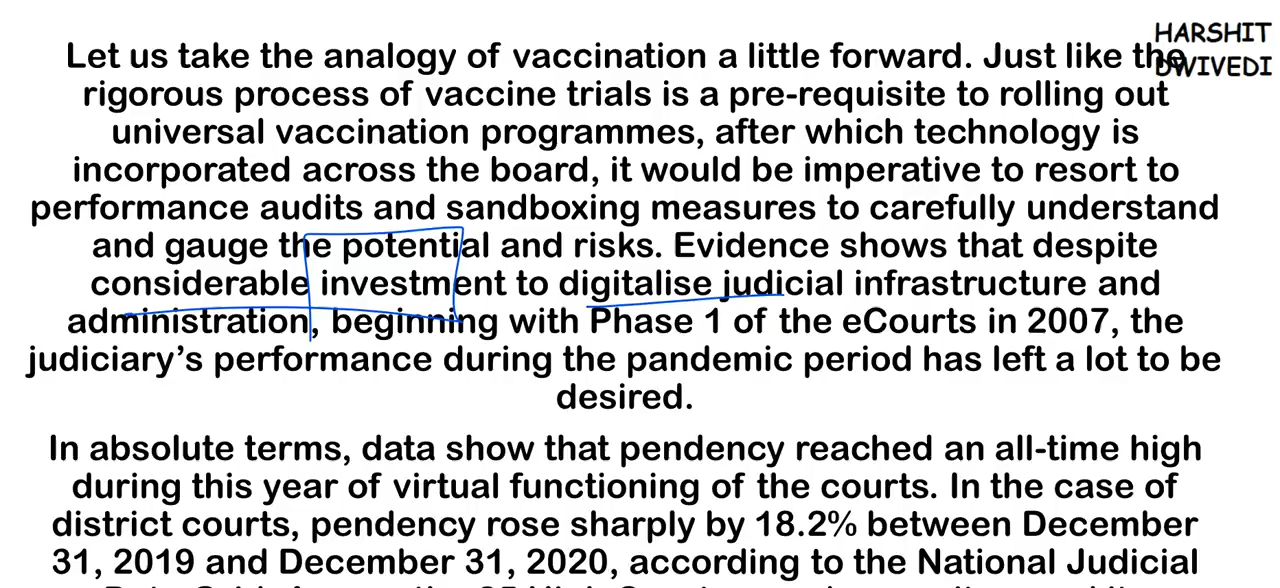 HARSHIT
DWIVEDI
Let us take the analogy of vaccination a little forward. Just like the
rigorous process of vaccine trials is a pre-requisite to rolling out
universal vaccination programmes, after which technology is
incorporated across the board, it would be imperative to resort to
performance audits and sandboxing measures to carefully understand
and gauge the potential and risks. Evidence shows that despite
considerable investment to digitalise judicial infrastructure and
administration, beginning with Phase 1 of the eCourts in 2007, the
judiciary’s performance during the pandemic period has left a lot to be
desired.
In absolute terms, data show that pendency reached an all-time high
during this year of virtual functioning of the courts. In the case of
district courts, pendency rose sharply by 18.2% between December
31, 2019 and December 31, 2020, according to the National Judicial